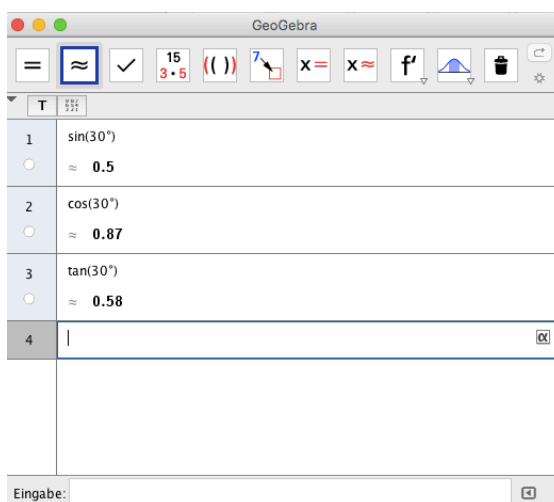 GeoGebra
= ≈ ✓ 15 3•5 (( )) 7 x= x≈ f′
T
1 sin(30°)
≈ 0.5
2 cos(30°)
≈ 0.87
3 tan(30°)
≈ 0.58
4 α
Eingabe: